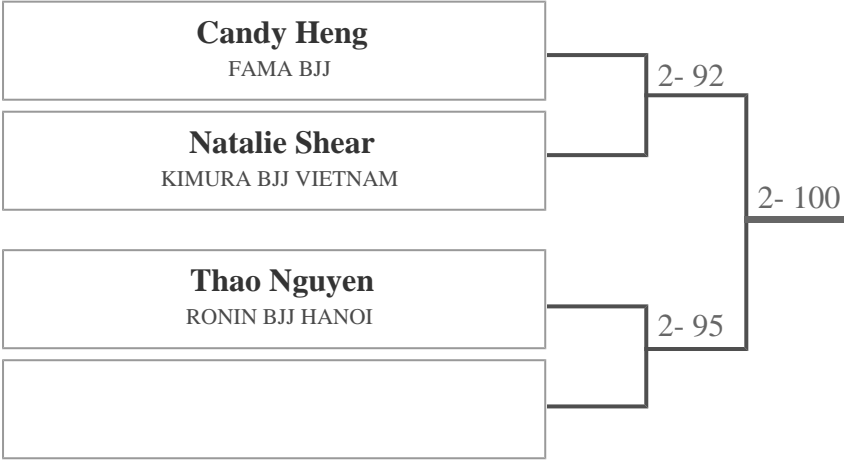 Candy Heng
FAMA BJJ
2- 92
Natalie Shear
KIMURA BJJ VIETNAM
2- 100
Thao Nguyen
RONIN BJJ HANOI
2- 95